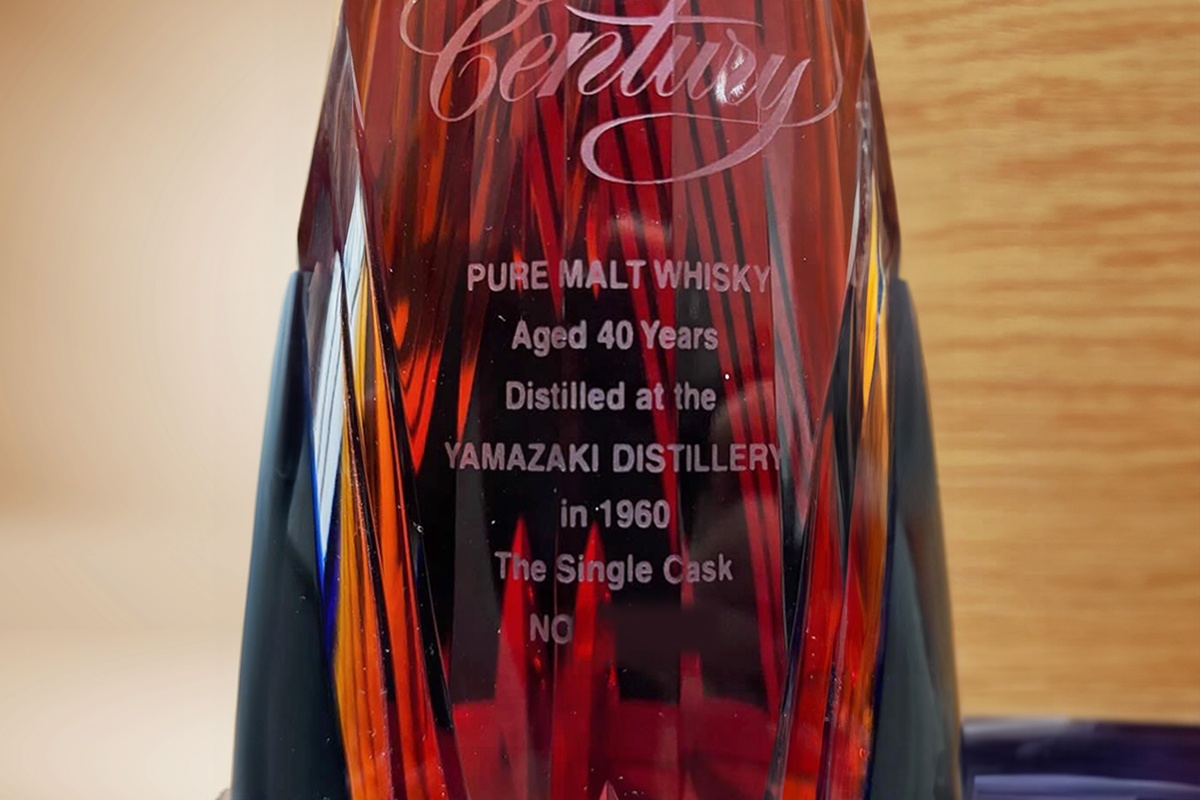 Century
PURE MALT WHISKY
Aged 40 Years
Distilled at the
YAMAZAKI DISTILLERY
in 1960
The Single Cask
NO